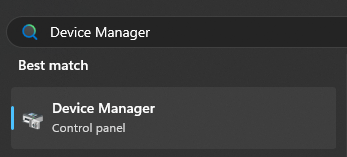 Device Manager
Best match
Device Manager
Control panel